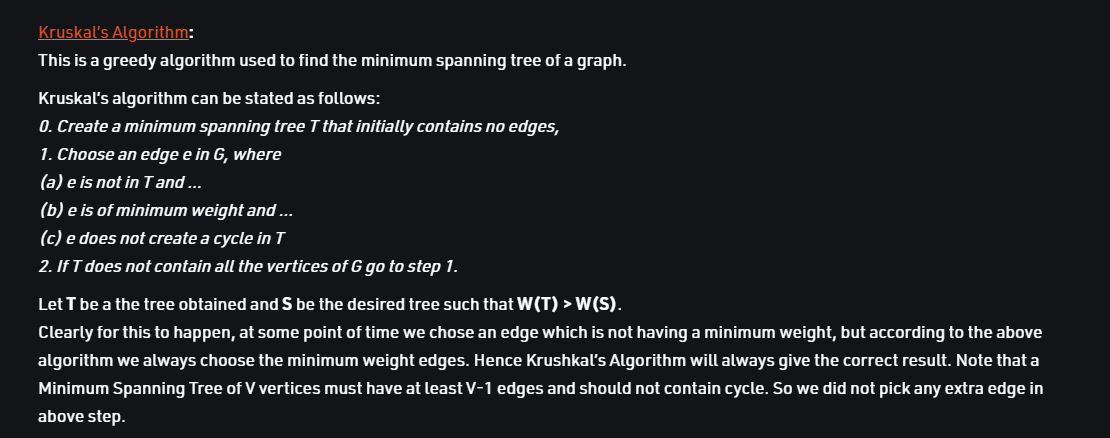 Kruskal's Algorithm:
This is a greedy algorithm used to find the minimum spanning tree of a graph.
Kruskal's algorithm can be stated as follows:
0. Create a minimum spanning tree T that initially contains no edges,
1. Choose an edge e in G, where
(a) e is not in T and ...
(b) e is of minimum weight and ...
(c) e does not create a cycle in T
2. If T does not contain all the vertices of G go to step 1.
Let T be a the tree obtained and S be the desired tree such that W(T) > W(S).
Clearly for this to happen, at some point of time we chose an edge which is not having a minimum weight, but according to the above
algorithm we always choose the minimum weight edges. Hence Krushkal's Algorithm will always give the correct result. Note that a
Minimum Spanning Tree of V vertices must have at least V-1 edges and should not contain cycle. So we did not pick any extra edge in
above step.